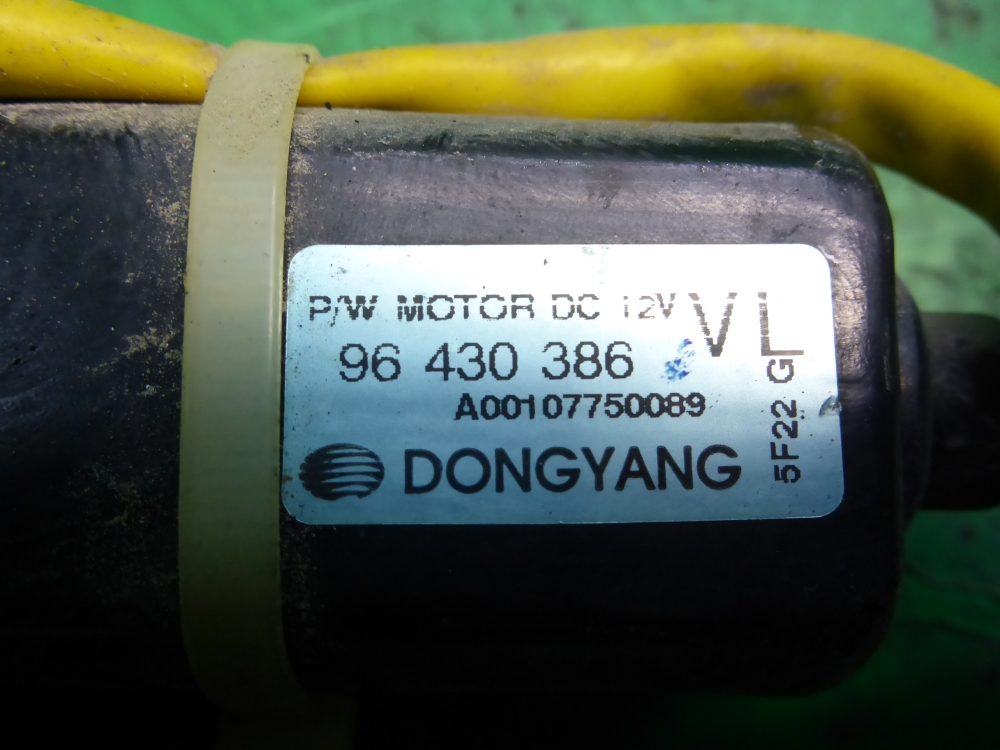 P/W MOTOR DC 12V VL
96 430 386
A00107750089
DONGYANG
5F22 G